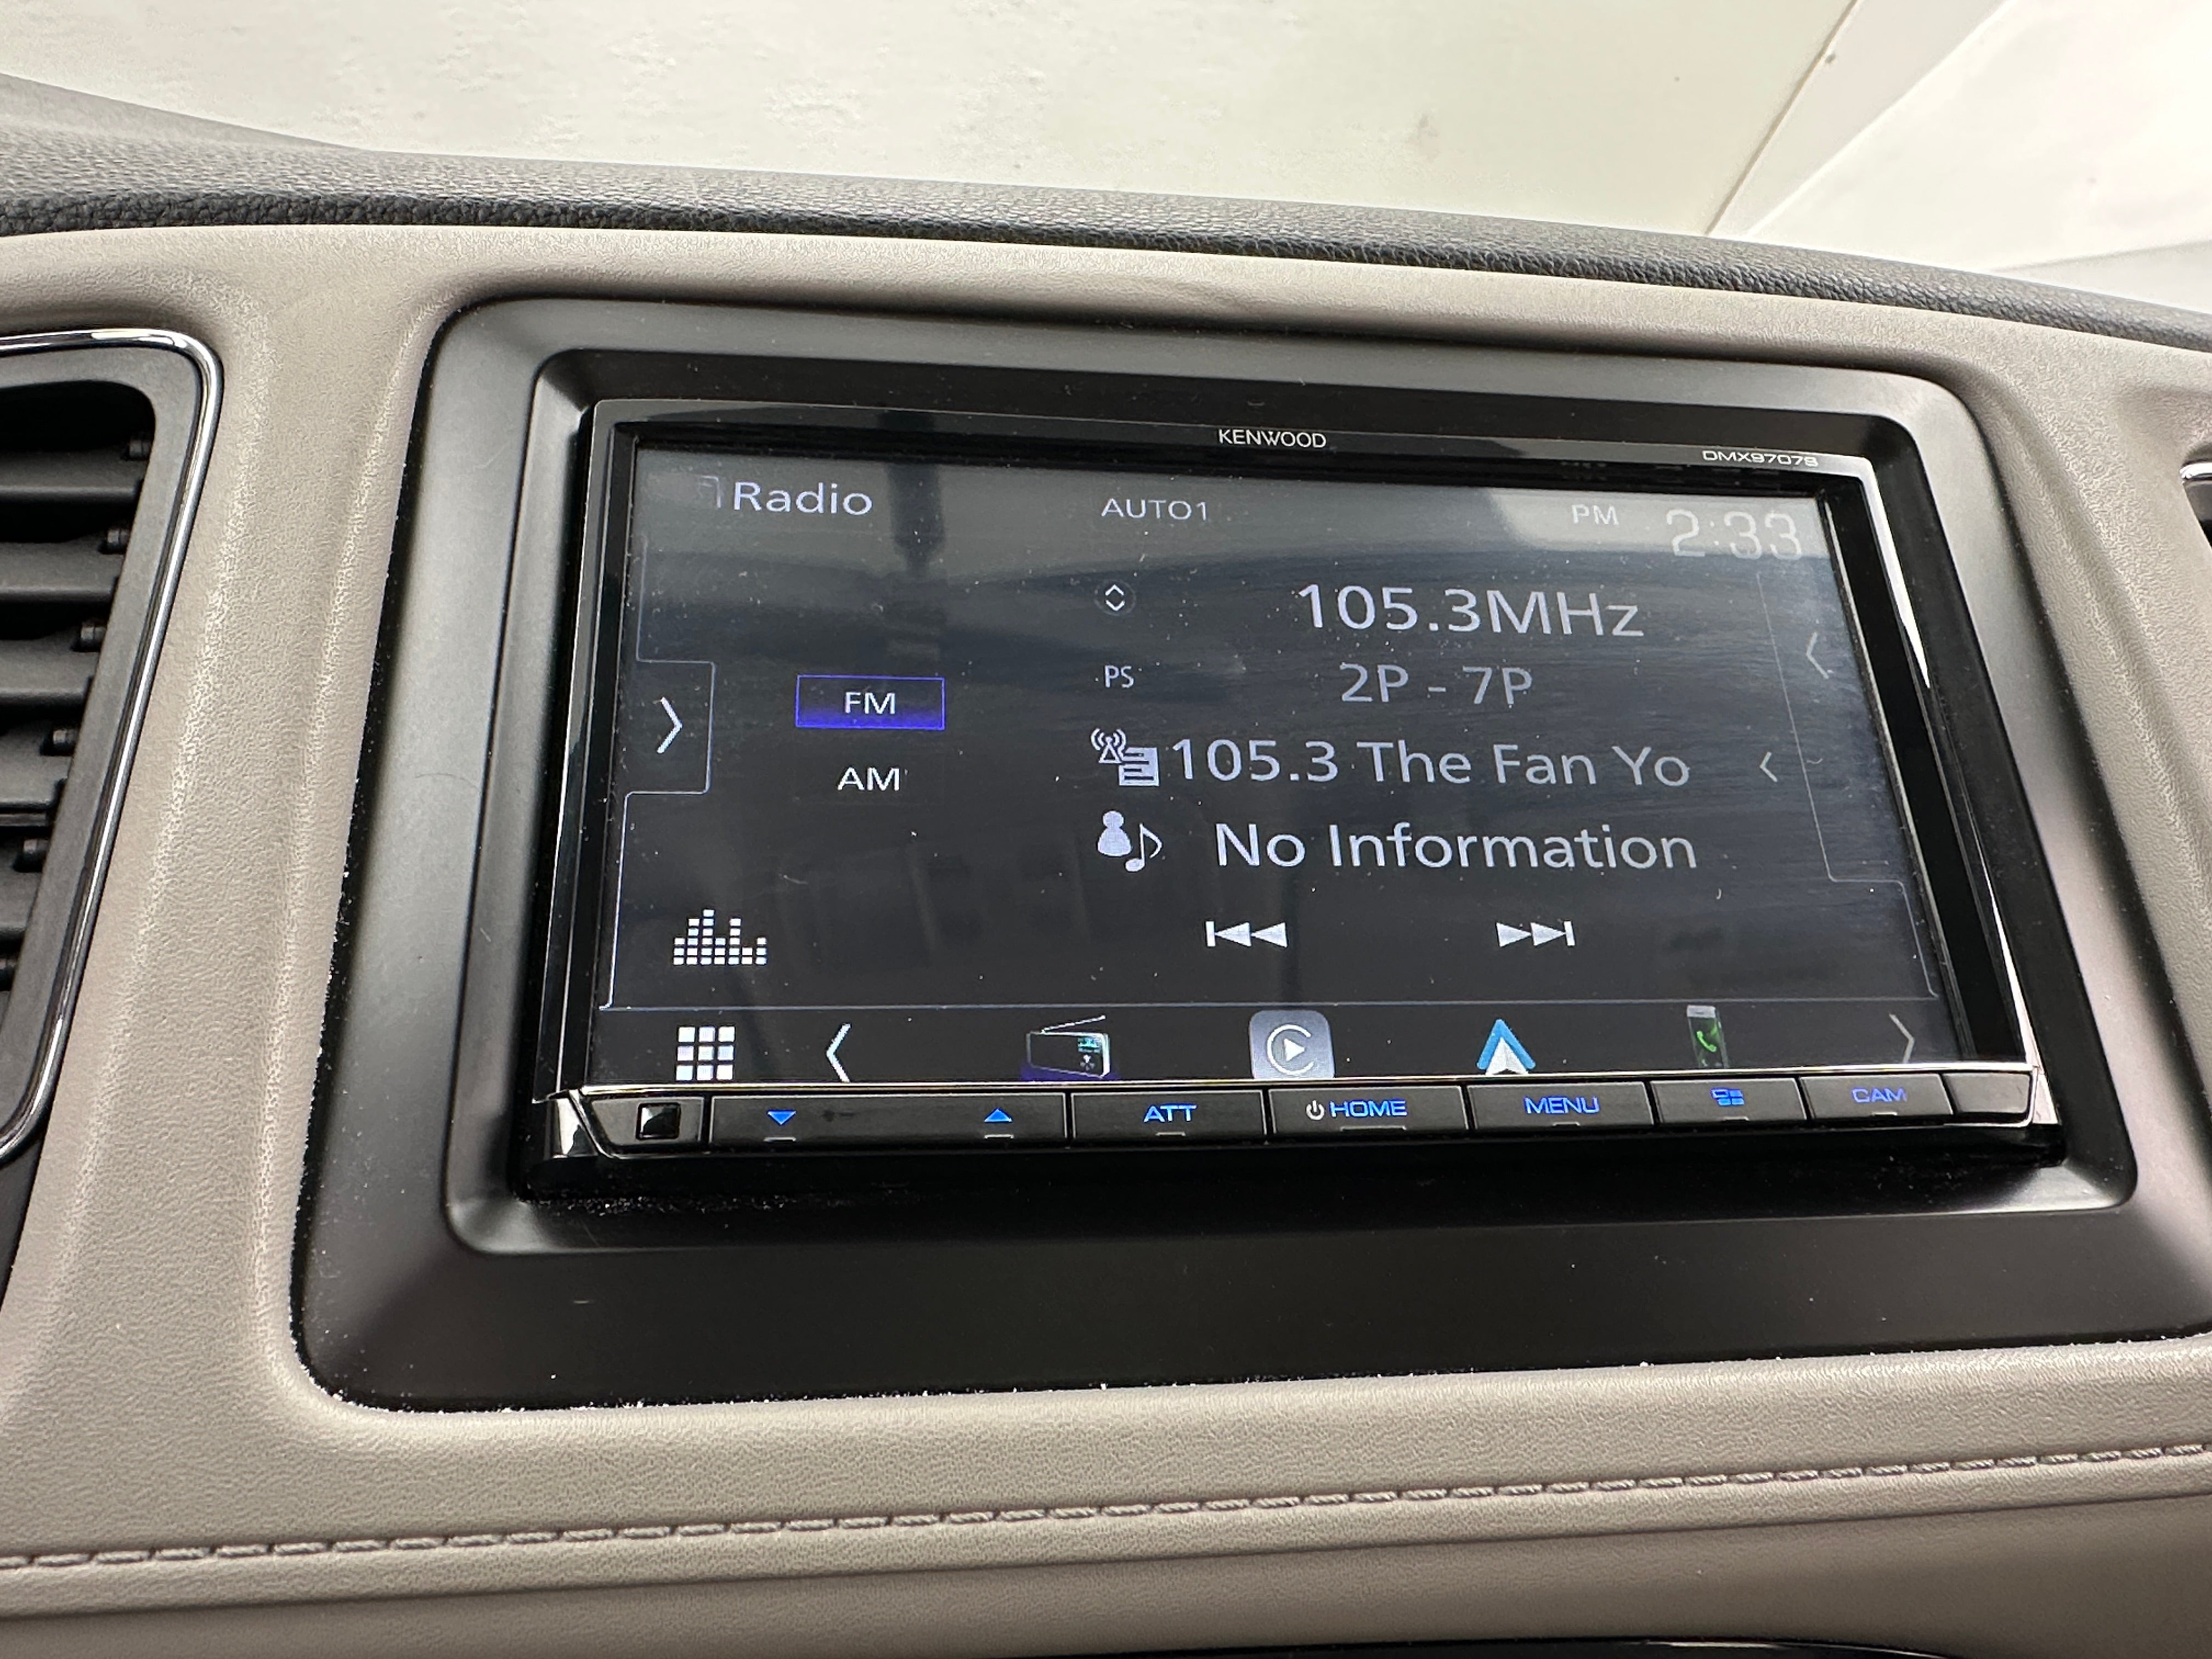 KENWOOD
DMX9707S
Radio AUTO1 PM 2:33
105.3MHz
PS 2P - 7P
FM
105.3 The Fan Yo
AM
No Information
ATT HOME MENU CAM